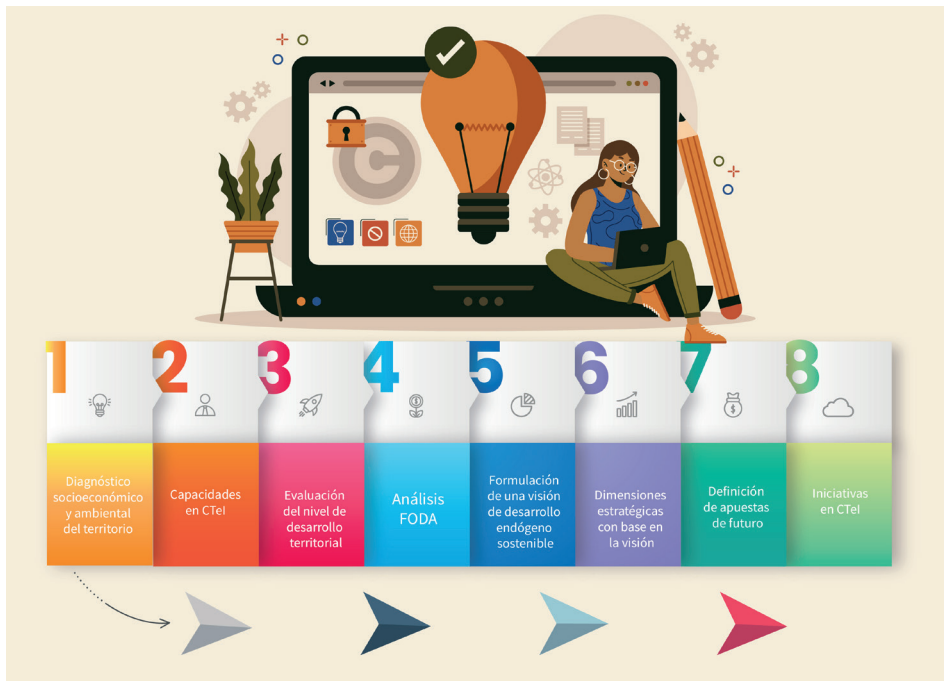 1
2
3
4
5
6
7
8
Diagnóstico
socioeconómico
y ambiental
del territorio
Capacidades
en CTeI
Evaluación
del nivel de
desarrollo
territorial
Análisis
FODA
Formulación
de una visión
de desarrollo
endógeno
sostenible
Dimensiones
estratégicas
con base en
la visión
Definición
de apuestas
de futuro
Iniciativas
en CTeI